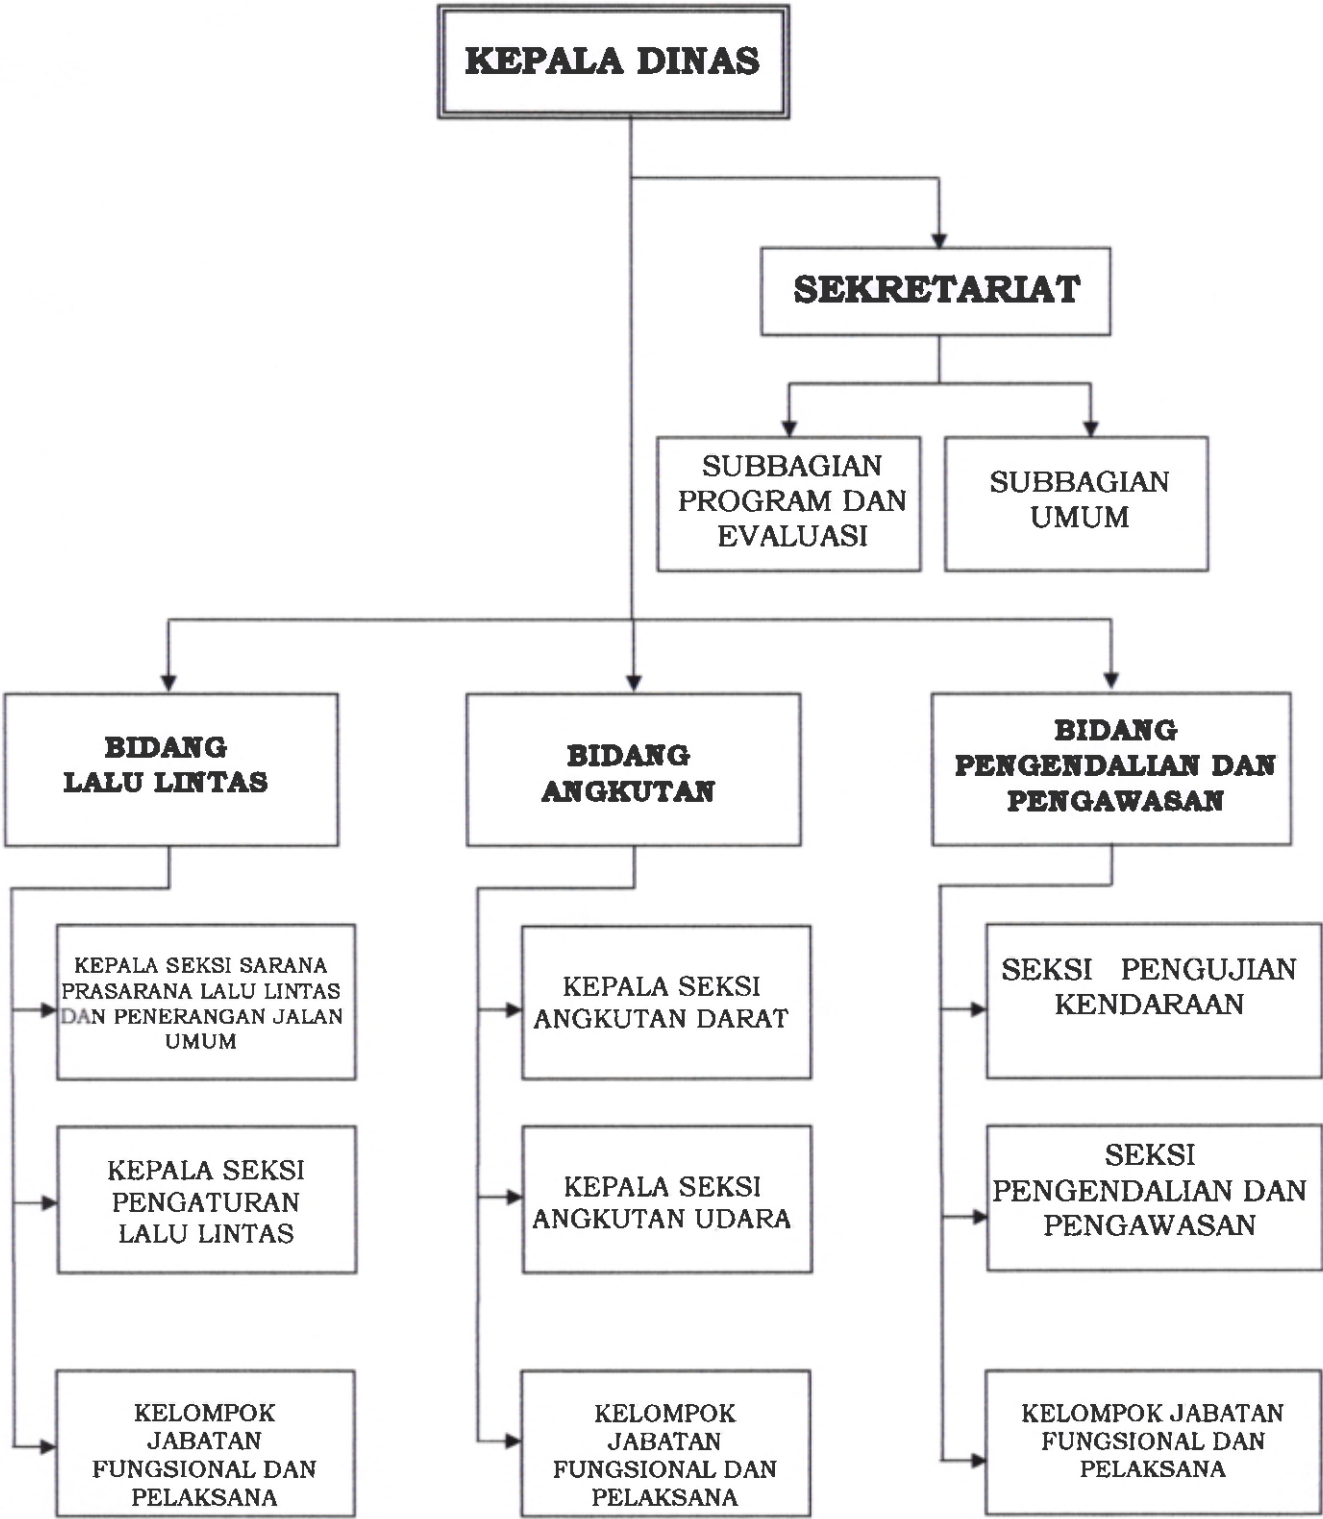 KEPALA DINAS
SEKRETARIAT
SUBBAGIAN
PROGRAM DAN
EVALUASI
SUBBAGIAN
UMUM
BIDANG
LALU LINTAS
BIDANG
ANGKUTAN
BIDANG
PENGENDALIAN DAN
PENGAWASAN
KEPALA SEKSI SARANA
PRASARANA LALU LINTAS
DAN PENERANGAN JALAN
UMUM
KEPALA SEKSI
ANGKUTAN DARAT
SEKSI PENGUJIAN
KENDARAAN
KEPALA SEKSI
PENGATURAN
LALU LINTAS
KEPALA SEKSI
ANGKUTAN UDARA
SEKSI
PENGENDALIAN DAN
PENGAWASAN
KELOMPOK
JABATAN
FUNGSIONAL DAN
PELAKSANA
KELOMPOK
JABATAN
FUNGSIONAL DAN
PELAKSANA
KELOMPOK JABATAN
FUNGSIONAL DAN
PELAKSANA